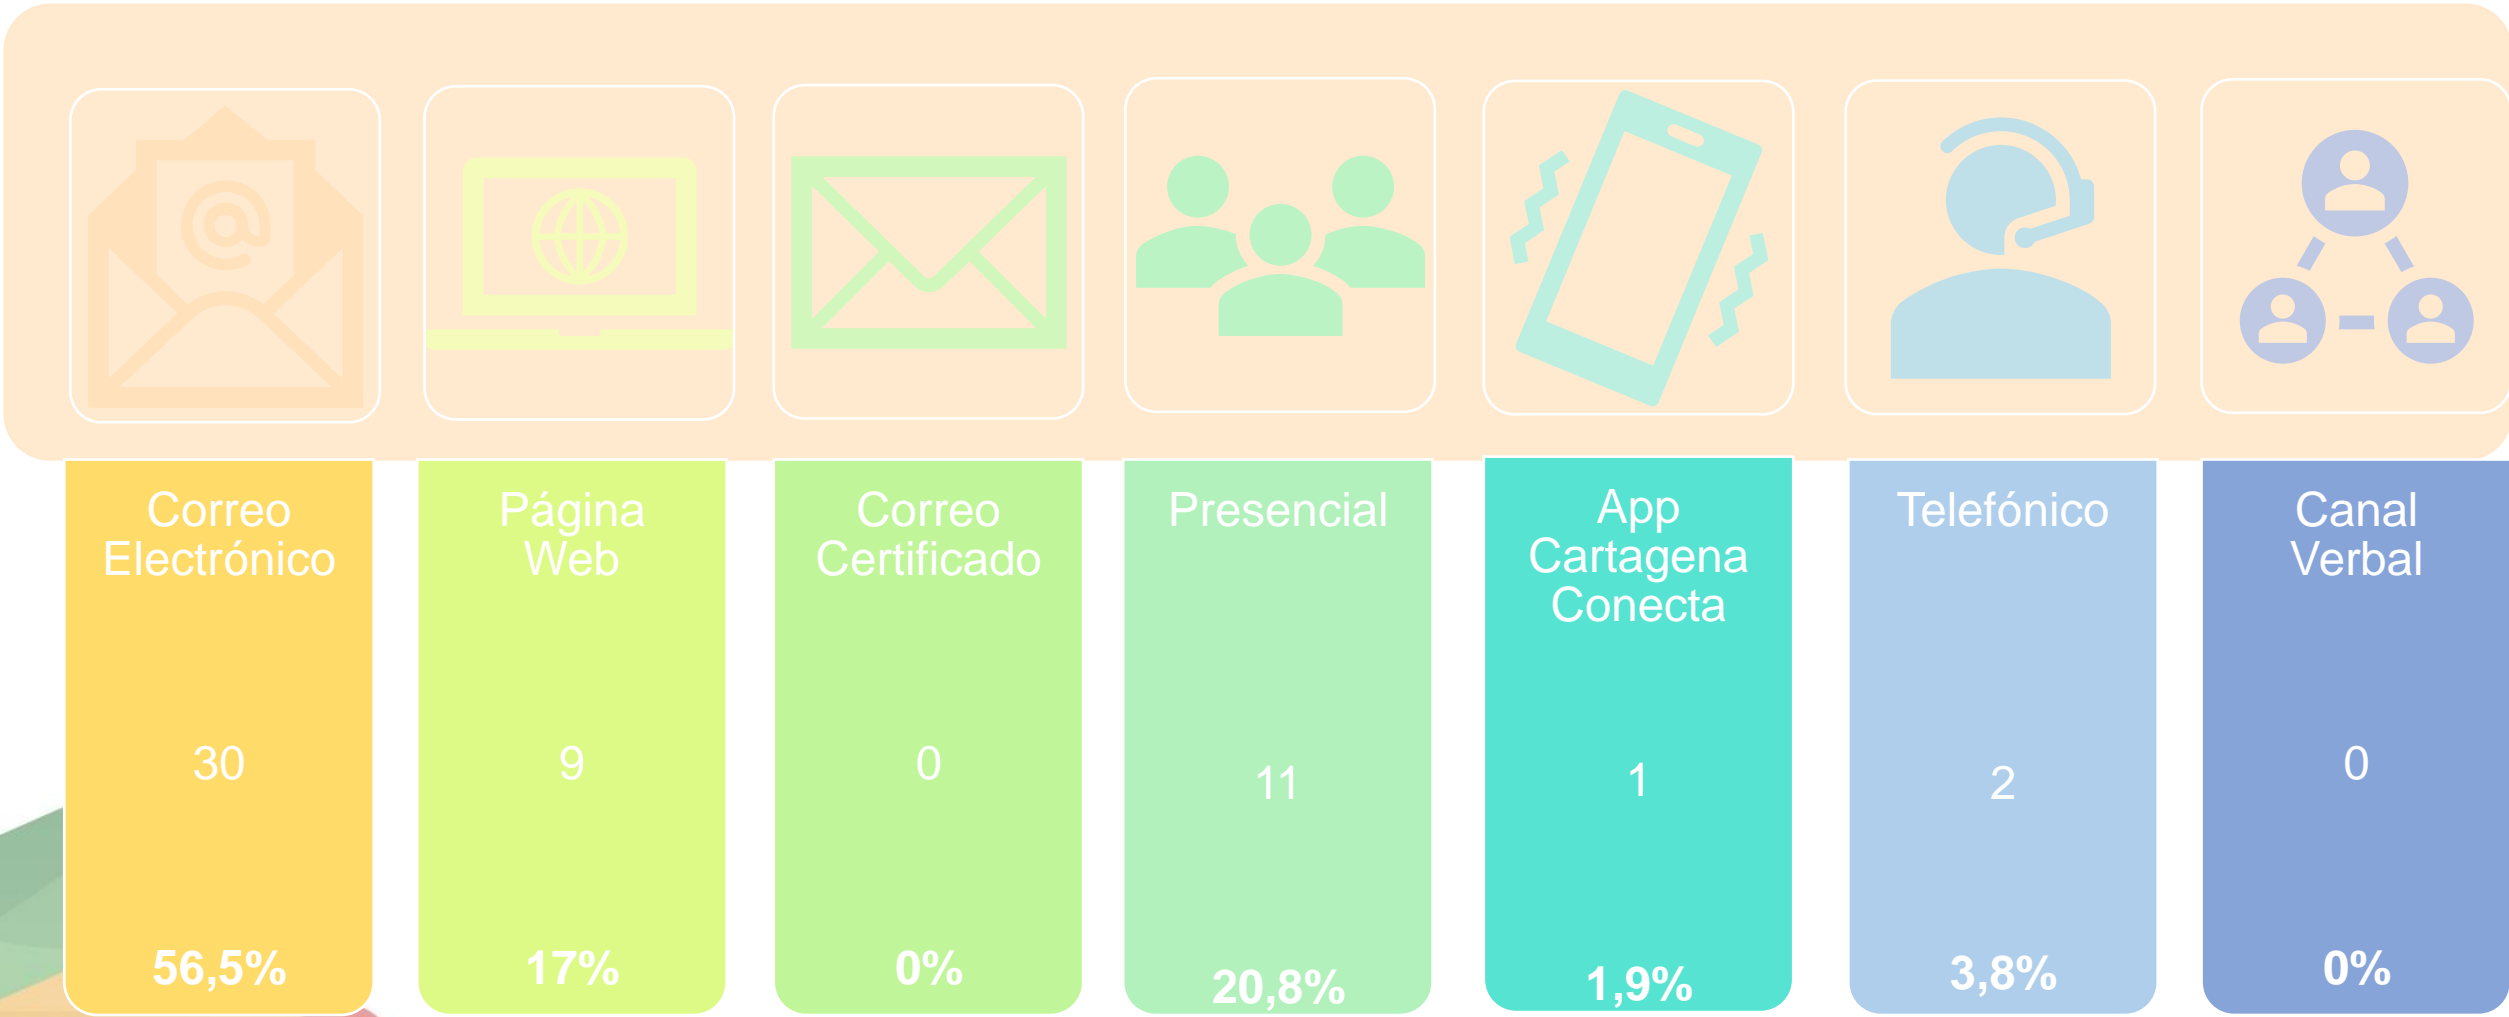 Correo
Electrónico
30
56,5%
Página
Web
9
17%
Correo
Certificado
0
0%
Presencial
11
20,8%
App
Cartagena
Conecta
1
1,9%
Telefónico
2
3,8%
Canal
Verbal
0
0%